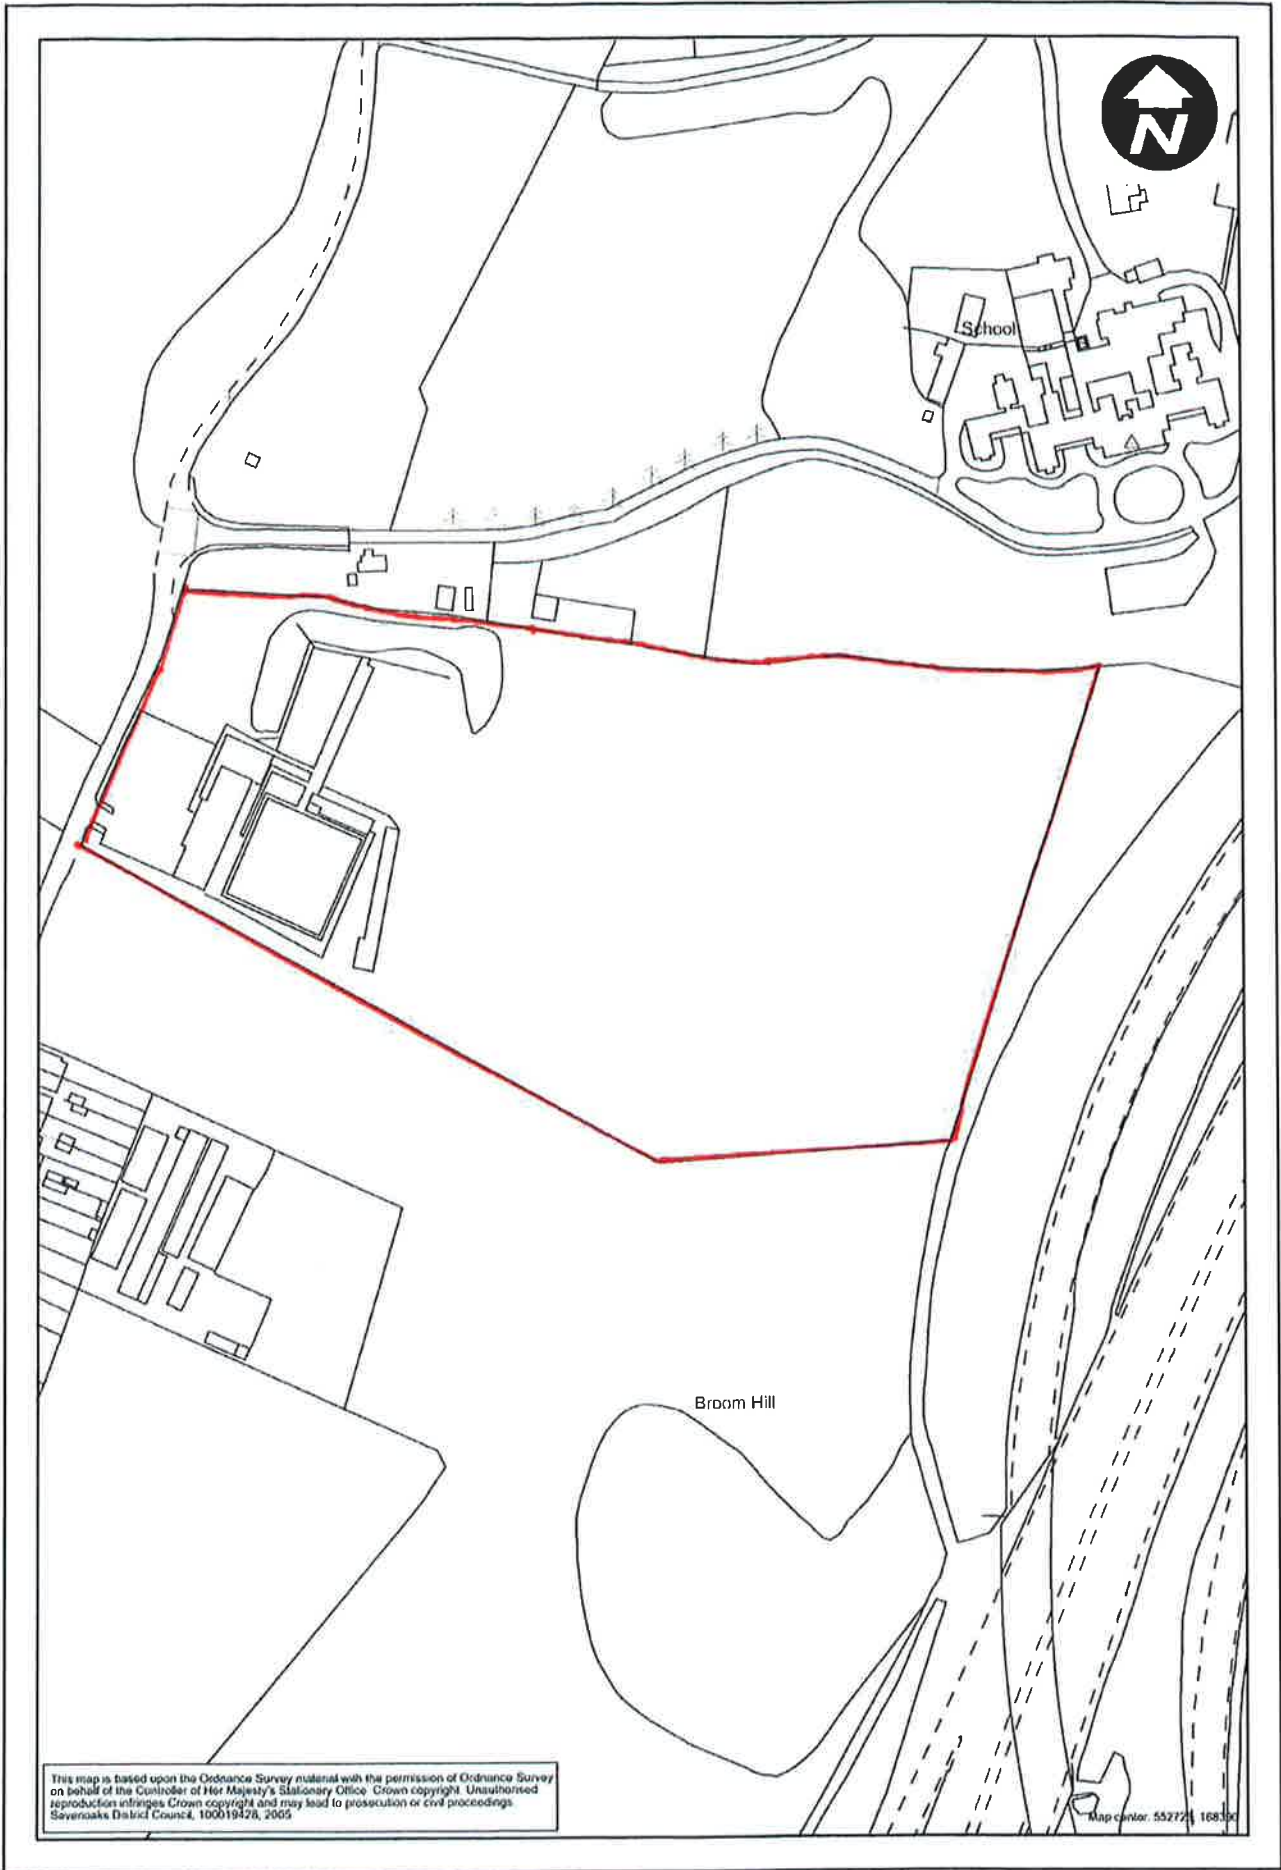 N
School
Broom Hill
This map is based upon the Ordnance Survey material with the permission of Ordnance Survey
on behalf of the Controller of Her Majesty's Stationary Office. Crown copyright. Unauthorised
reproduction infringes Crown copyright and may lead to prosecution or civil proceedings.
Sevenoaks District Council, 100019428, 2005
Map center: